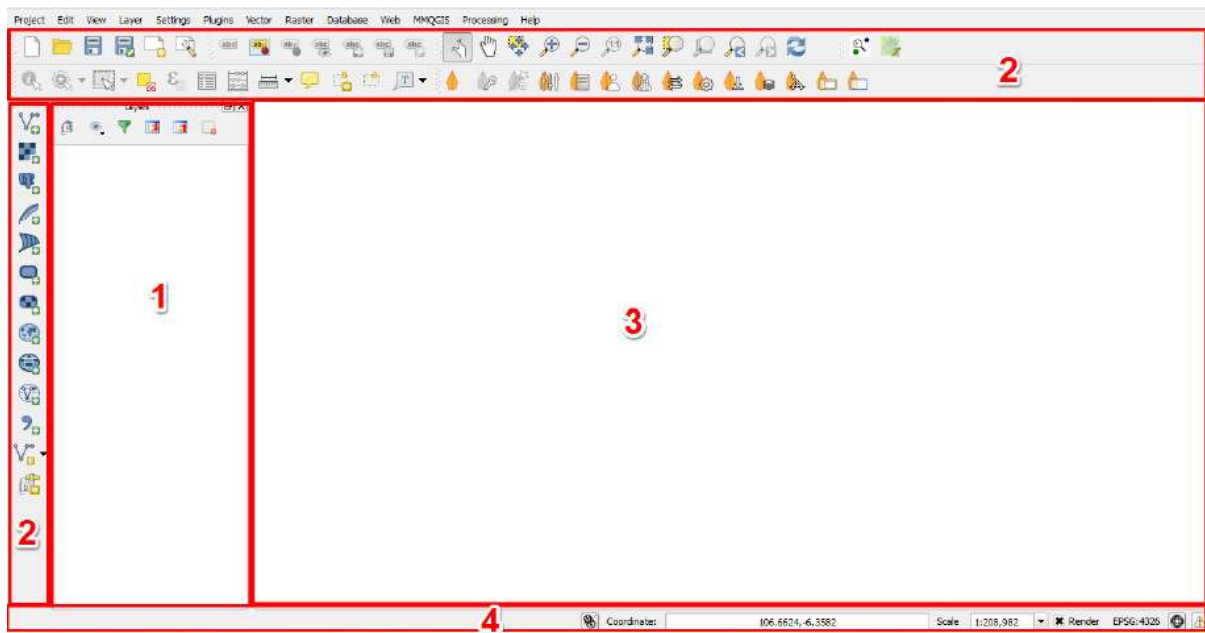 Project Edit View Layer Settings Plugins Vector Raster Database Web MMQGIS Processing Help
2
Layers
1
3
2
4
Coordinate: 106.6624,-6.3582 Scale 1:208,982 Render EPSG:4326